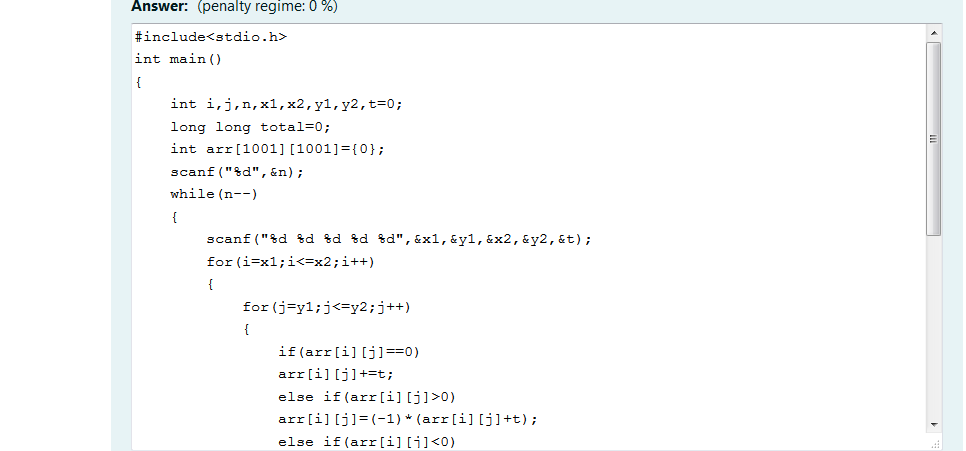 Answer: (penalty regime: 0 %)
#include<stdio.h>
int main()
{
    int i,j,n,x1,x2,y1,y2,t=0;
    long long total=0;
    int arr[1001][1001]={0};
    scanf("%d",&n);
    while(n--)
    {
        scanf("%d %d %d %d %d",&x1,&y1,&x2,&y2,&t);
        for(i=x1;i<=x2;i++)
        {
            for(j=y1;j<=y2;j++)
            {
                if(arr[i][j]==0)
                arr[i][j]+=t;
                else if(arr[i][j]>0)
                arr[i][j]=(-1)*(arr[i][j]+t);
                else if(arr[i][j]<0)